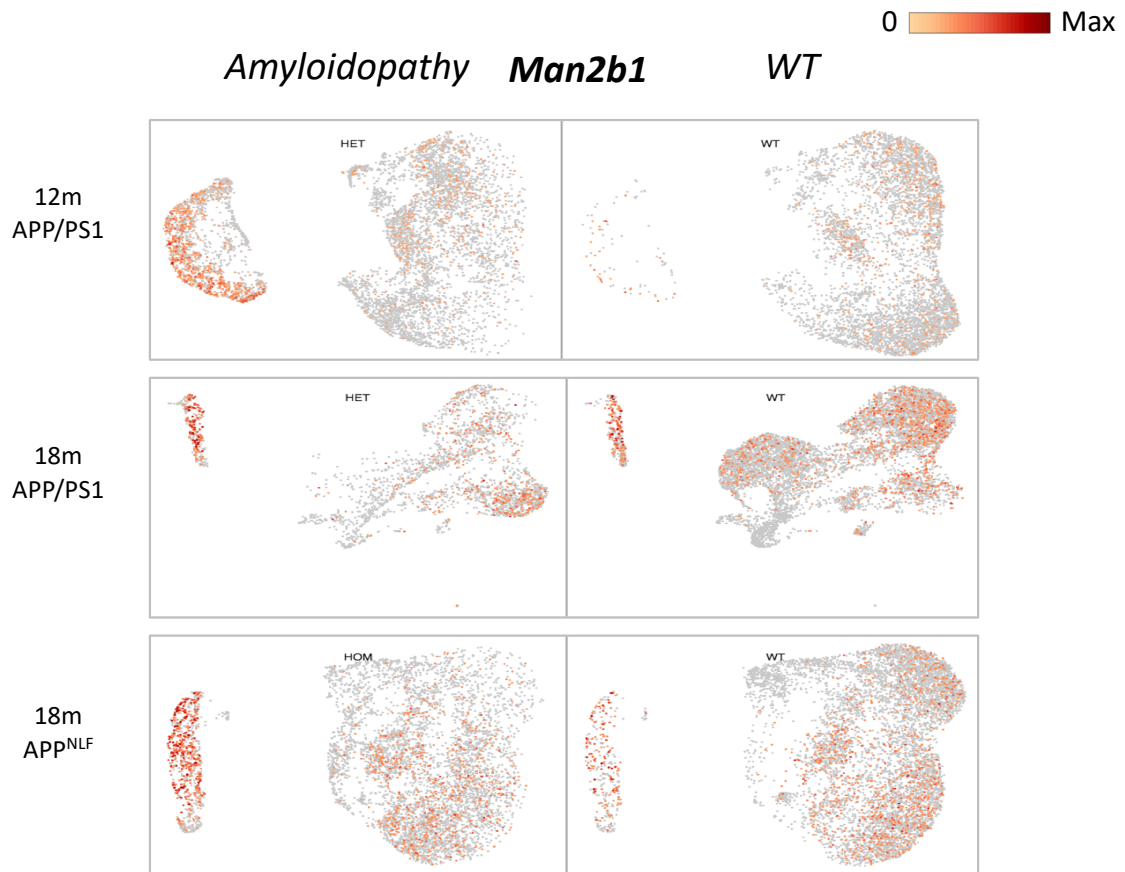 0 Max
Amyloidopathy Man2b1 WT
HET WT
12m
APP/PS1
HET WT
18m
APP/PS1
HOM WT
18m
APP^NLF